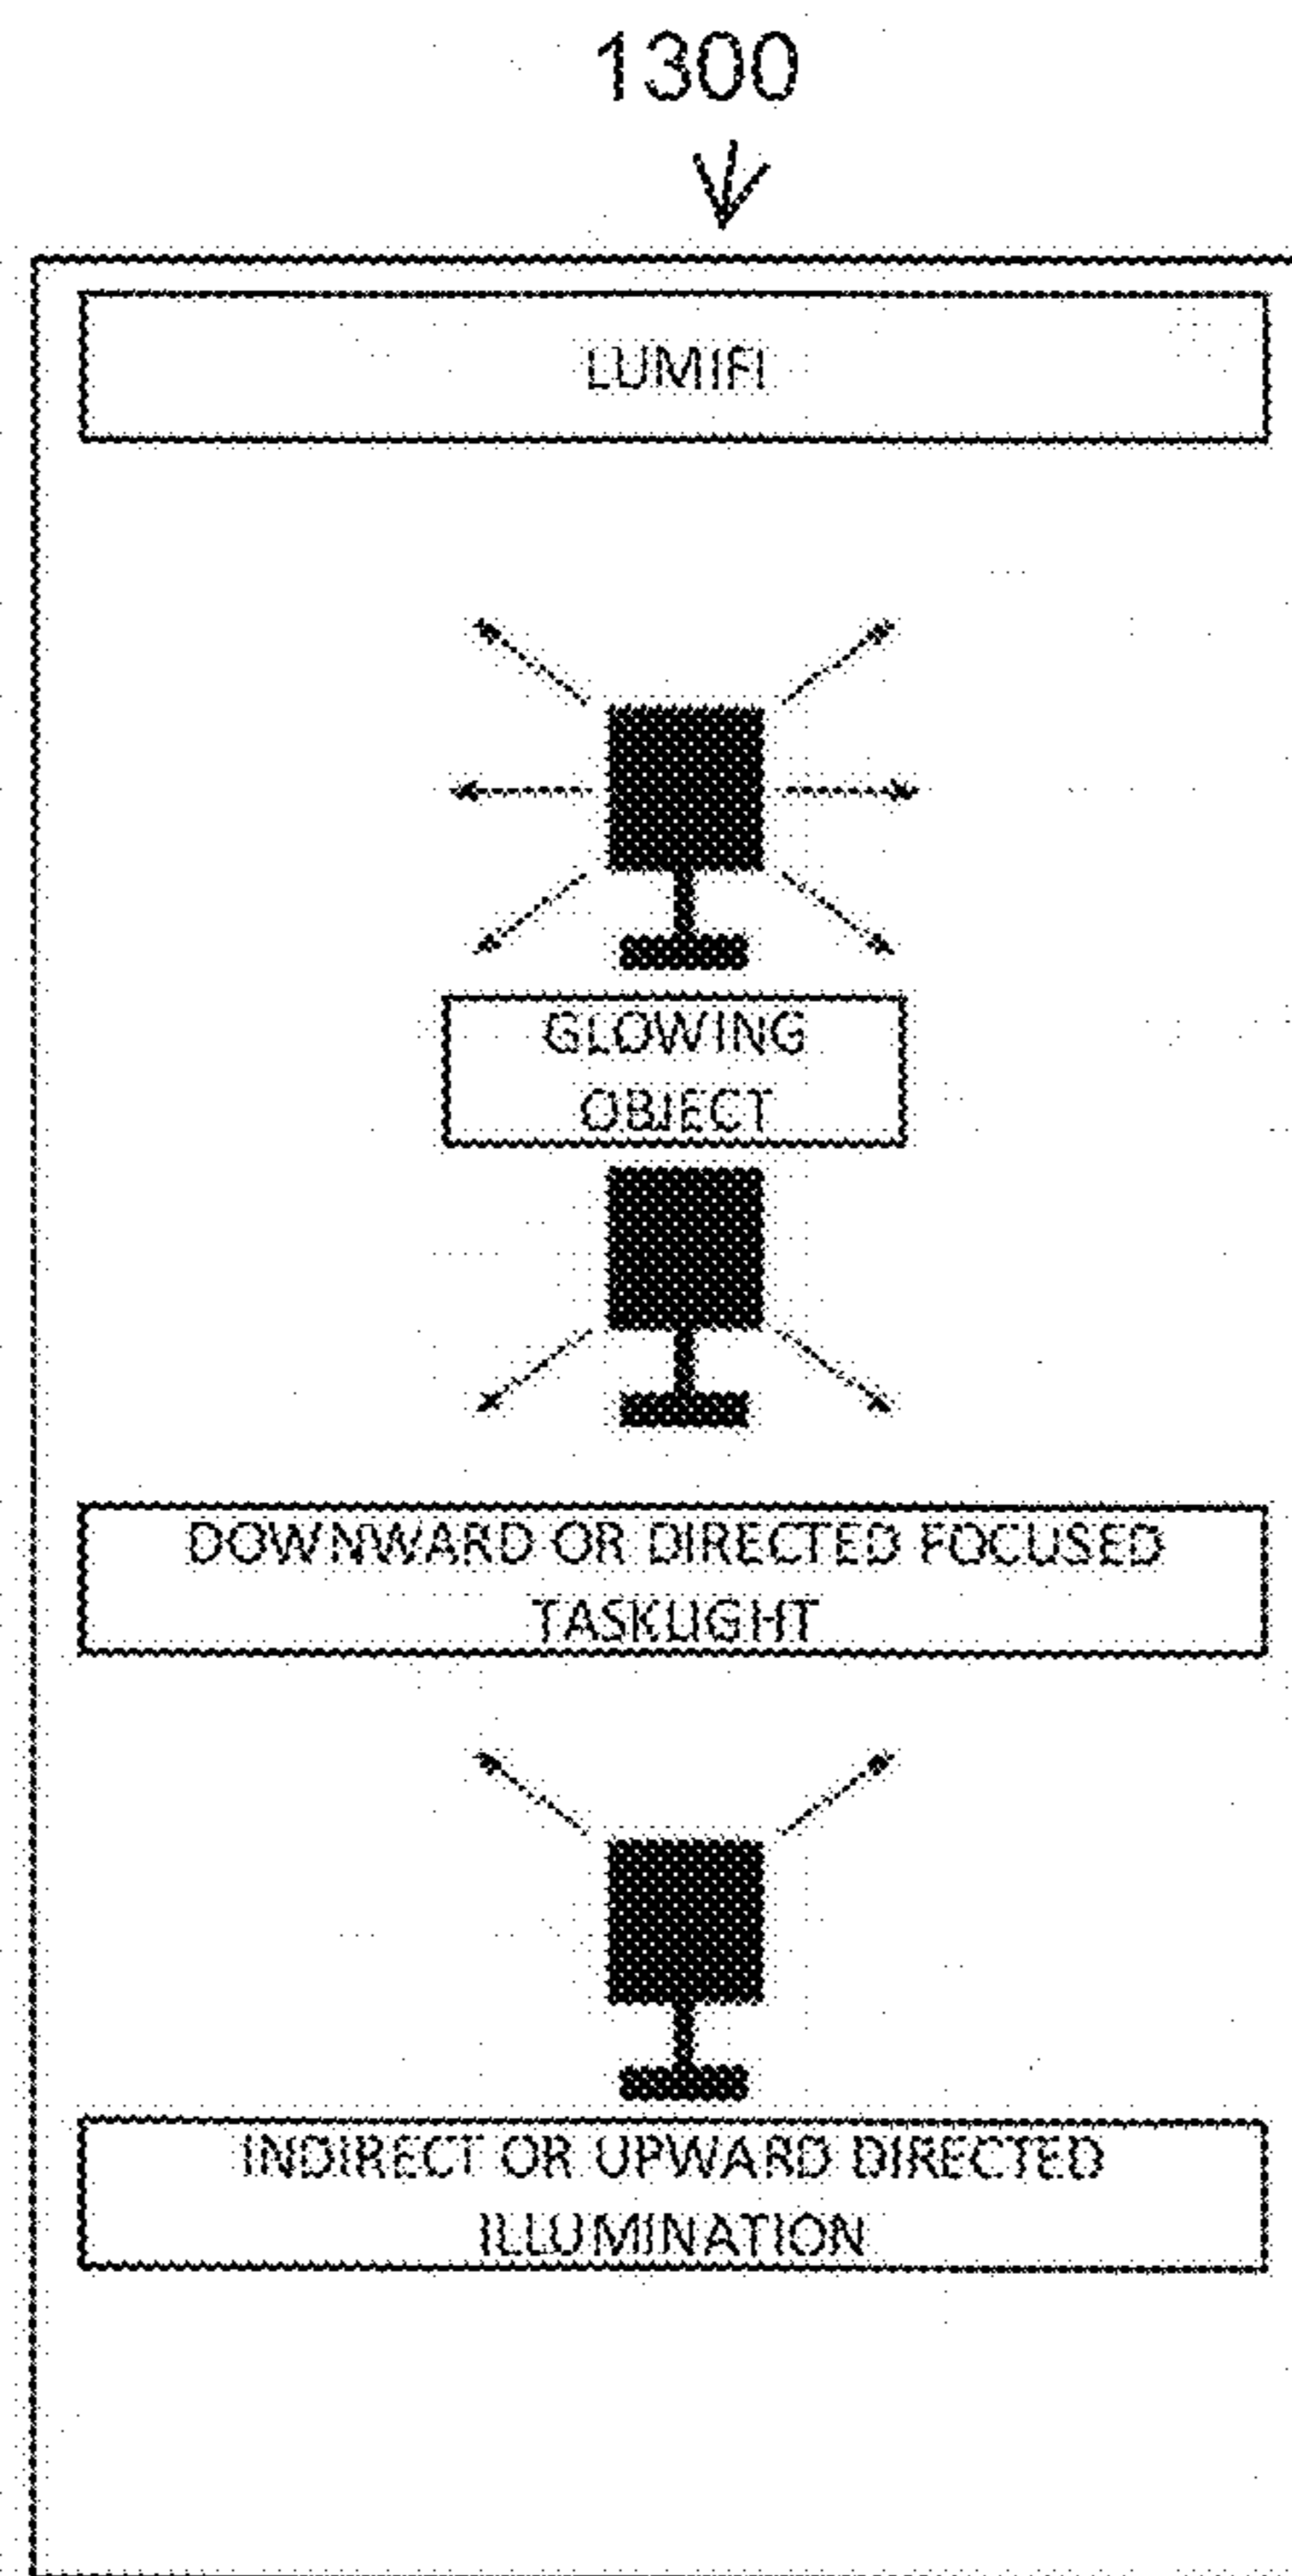 1300
LUMIFI
GLOWING
OBJECT
DOWNWARD OR DIRECTED FOCUSED
TASKLIGHT
INDIRECT OR UPWARD DIRECTED
ILLUMINATION